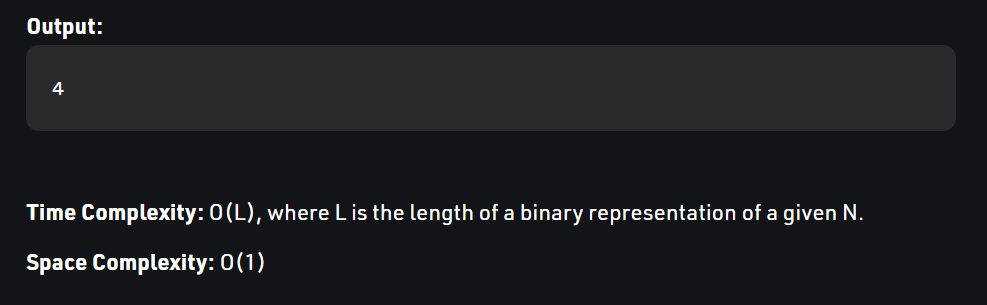 Output:
4
Time Complexity: O(L), where L is the length of a binary representation of a given N.
Space Complexity: O(1)